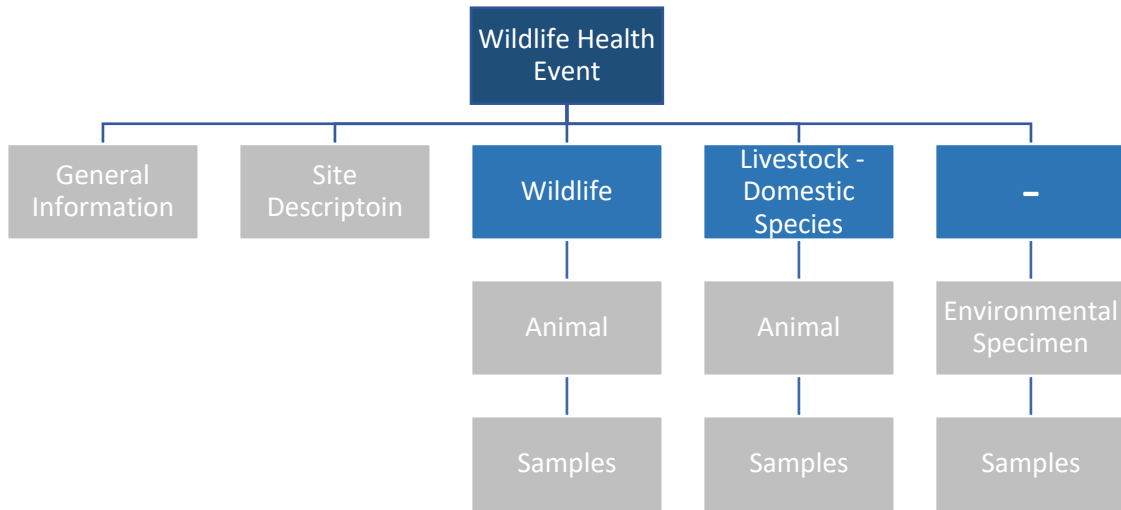 Wildlife Health
Event
General
Information
Site
Descriptoin
Wildlife
Livestock -
Domestic
Species
–
Animal
Animal
Environmental
Specimen
Samples
Samples
Samples